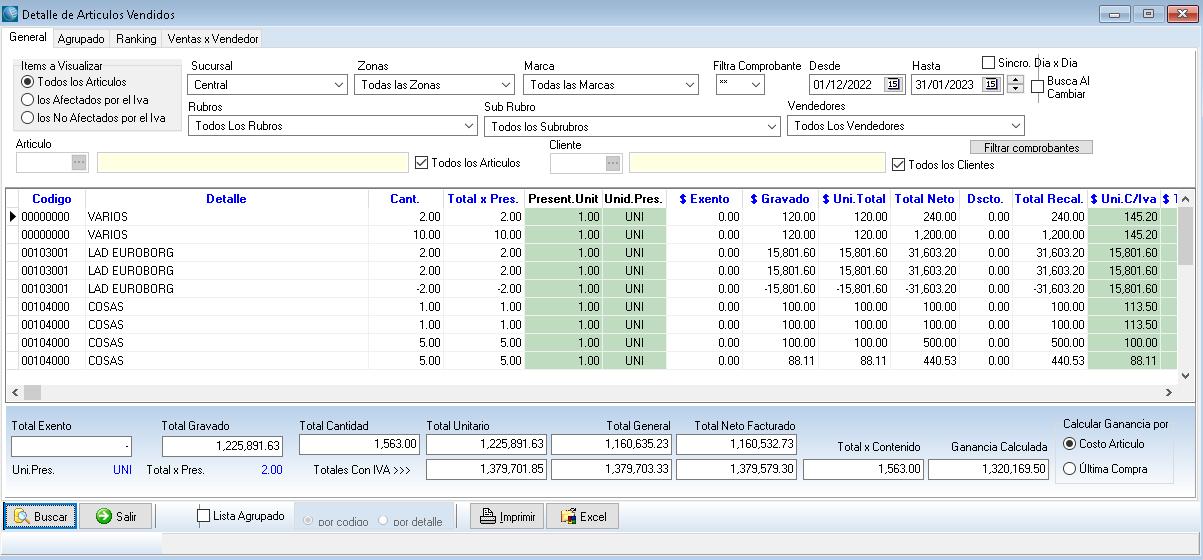 Detalle de Articulos Vendidos
General Agrupado Ranking Ventas x Vendedor
Items a Visualizar
Todos los Articulos
los Afectados por el Iva
los No Afectados por el Iva
Sucursal Zonas Marca Filtra Comprobante Desde Hasta Sincro. Dia x Dia
Central Todas las Zonas Todas las Marcas ** 01/12/2022 15 31/01/2023 15 Busca Al
Cambiar
Rubros Sub Rubro Vendedores
Todos Los Rubros Todos los Subrubros Todos Los Vendedores
Articulo Cliente Filtrar comprobantes
... Todos los Articulos ... Todos los Clientes
Codigo Detalle Cant. Total x Pres. Present.Unit Unid.Pres. $ Exento $ Gravado $ Uni.Total Total Neto Dscto. Total Recal. $ Uni.C/Iva $ T
00000000 VARIOS 2.00 2.00 1.00 UNI 0.00 120.00 120.00 240.00 0.00 240.00 145.20
00000000 VARIOS 10.00 10.00 1.00 UNI 0.00 120.00 120.00 1,200.00 0.00 1,200.00 145.20
00103001 LAD EUROBORG 2.00 2.00 1.00 UNI 0.00 15,801.60 15,801.60 31,603.20 0.00 31,603.20 15,801.60
00103001 LAD EUROBORG 2.00 2.00 1.00 UNI 0.00 15,801.60 15,801.60 31,603.20 0.00 31,603.20 15,801.60
00103001 LAD EUROBORG -2.00 -2.00 1.00 UNI 0.00 -15,801.60 -15,801.60 -31,603.20 0.00 -31,603.20 15,801.60
00104000 COSAS 1.00 1.00 1.00 UNI 0.00 100.00 100.00 100.00 0.00 100.00 113.50
00104000 COSAS 1.00 1.00 1.00 UNI 0.00 100.00 100.00 100.00 0.00 100.00 113.50
00104000 COSAS 5.00 5.00 1.00 UNI 0.00 100.00 100.00 500.00 0.00 500.00 100.00
00104000 COSAS 5.00 5.00 1.00 UNI 0.00 88.11 88.11 440.53 0.00 440.53 88.11
Total Exento Total Gravado Total Cantidad Total Unitario Total General Total Neto Facturado Calcular Ganancia por
- 1,225,891.63 1,563.00 1,225,891.63 1,160,635.23 1,160,532.73 Total x Contenido Ganancia Calculada Costo Articulo
Uni.Pres. UNI Total x Pres. 2.00 Totales Con IVA >>> 1,379,701.85 1,379,703.33 1,379,579.30 1,563.00 1,320,169.50 Última Compra
Buscar Salir Lista Agrupado por codigo por detalle Imprimir Excel